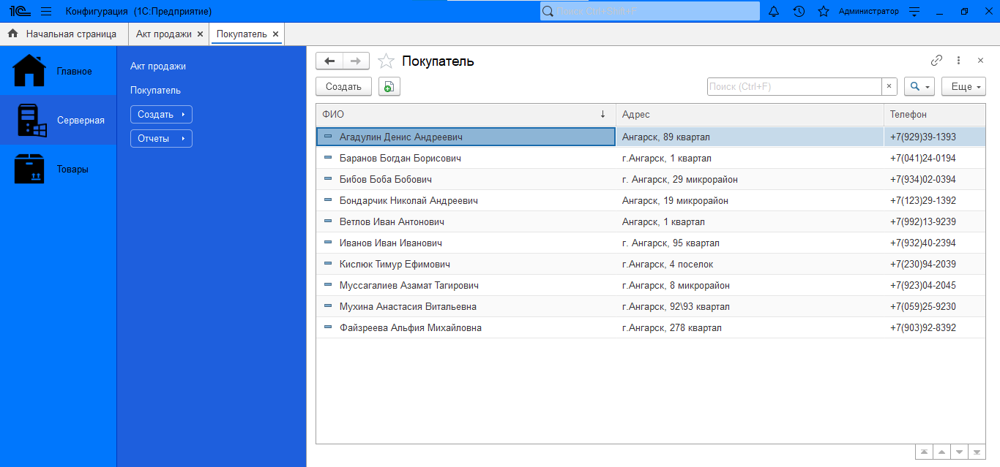 1С Конфигурация (1С:Предприятие) Поиск Ctrl+Shift+F Администратор
Начальная страница Акт продажи × Покупатель ×
Главное
Серверная
Товары
Акт продажи
Покупатель
Создать
Отчеты
Покупатель
Создать Поиск (Ctrl+F) × Еще
ФИО ↓ Адрес Телефон
Агадулин Денис Андреевич Ангарск, 89 квартал +7(929)39-1393
Баранов Богдан Борисович г.Ангарск, 1 квартал +7(041)24-0194
Бибов Боба Бобович г. Ангарск, 29 микрорайон +7(934)02-0394
Бондарчик Николай Андреевич Ангарск, 19 микрорайон +7(123)29-1392
Ветлов Иван Антонович Ангарск, 1 квартал +7(992)13-9239
Иванов Иван Иванович г. Ангарск, 95 квартал +7(932)40-2394
Кислюк Тимур Ефимович г.Ангарск, 4 поселок +7(230)94-2039
Муссагалиев Азамат Тагирович г.Ангарск, 8 микрорайон +7(923)04-2045
Мухина Анастасия Витальевна г.Ангарск, 92\93 квартал +7(059)25-9230
Файзреева Альфия Михайловна г.Ангарск, 278 квартал +7(903)92-8392